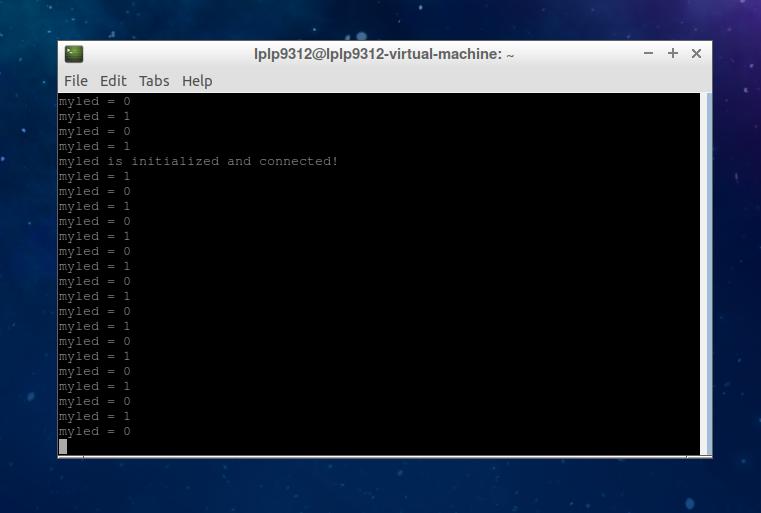 lplp9312@lplp9312-virtual-machine: ~
File Edit Tabs Help
myled = 0
myled = 1
myled = 0
myled = 1
myled is initialized and connected!
myled = 1
myled = 0
myled = 1
myled = 0
myled = 1
myled = 0
myled = 1
myled = 0
myled = 1
myled = 0
myled = 1
myled = 0
myled = 1
myled = 0
myled = 1
myled = 0
myled = 1
myled = 0